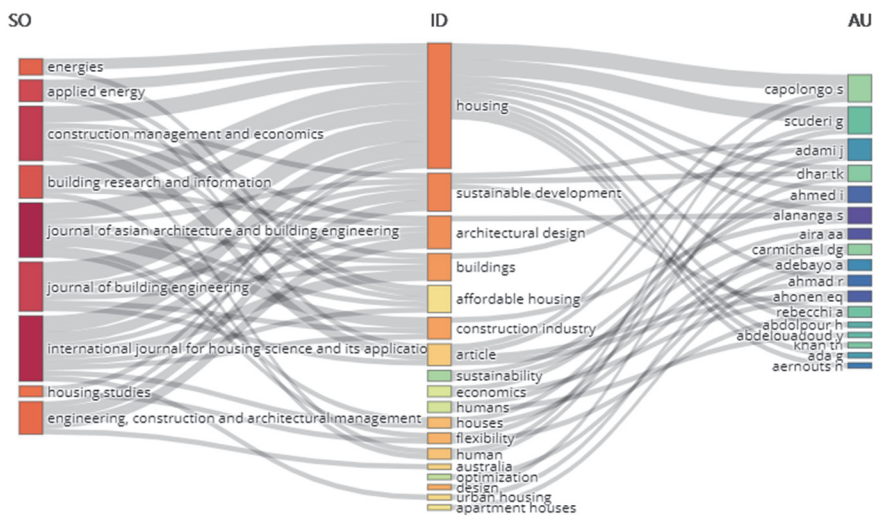 SO
ID
AU
energies
applied energy
construction management and economics
building research and information
journal of asian architecture and building engineering
journal of building engineering
international journal for housing science and its applicatio
housing studies
engineering, construction and architectural management
housing
sustainable development
architectural design
buildings
affordable housing
construction industry
article
sustainability
economics
humans
houses
flexibility
human
australia
optimization
design
urban housing
apartment houses
capolongo s
scuderi g
adami j
dhar tk
ahmed i
alananga s
aira aa
carmichael dg
adebayo a
ahmad r
ahonen eq
rebecchi a
abdolpour h
abdelouadoud y
khan th
ada g
aernouts n